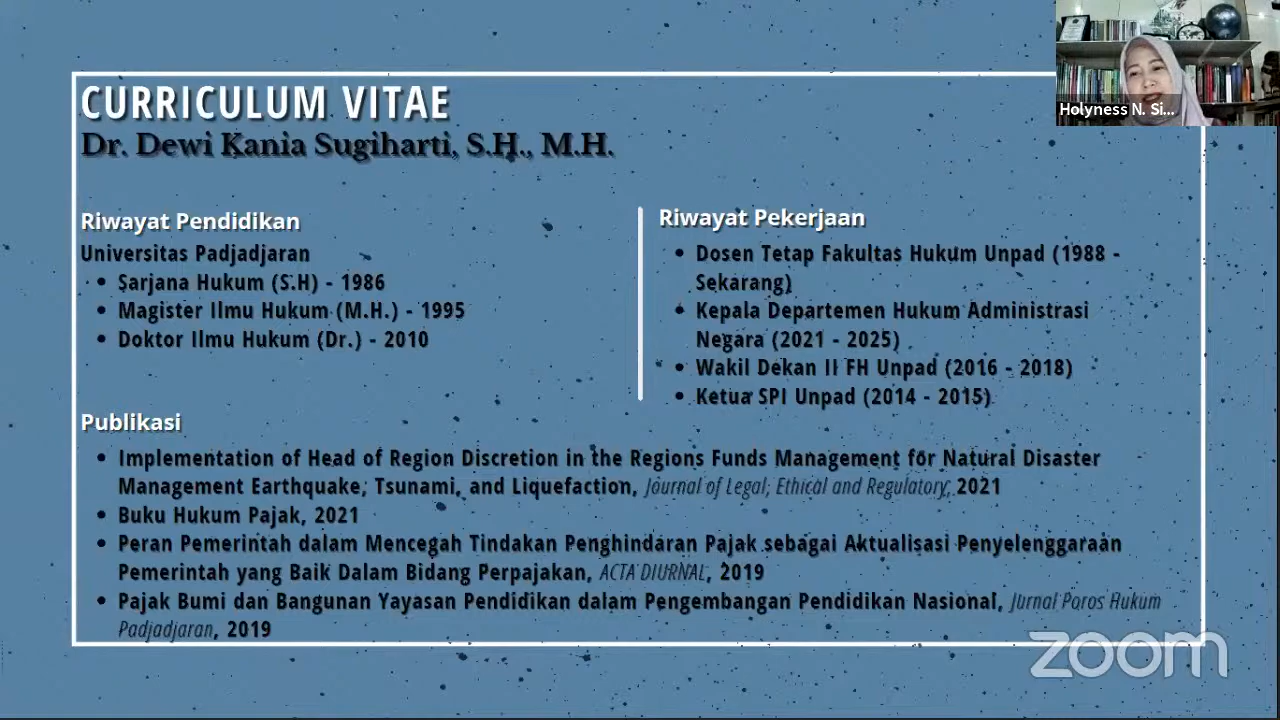 CURRICULUM VITAE
Dr. Dewi Kania Sugiharti, S.H., M.H.
Holyness N. Si...
Riwayat Pendidikan
Universitas Padjadjaran
• Sarjana Hukum (S.H) - 1986
• Magister Ilmu Hukum (M.H.) - 1995
• Doktor Ilmu Hukum (Dr.) - 2010
Riwayat Pekerjaan
• Dosen Tetap Fakultas Hukum Unpad (1988 -
Sekarang)
• Kepala Departemen Hukum Administrasi
Negara (2021 - 2025)
• Wakil Dekan II FH Unpad (2016 - 2018)
• Ketua SPI Unpad (2014 - 2015)
Publikasi
• Implementation of Head of Region Discretion in the Regions Funds Management for Natural Disaster
Management Earthquake, Tsunami, and Liquefaction, Journal of Legal, Ethical and Regulatory, 2021
• Buku Hukum Pajak, 2021
• Peran Pemerintah dalam Mencegah Tindakan Penghindaran Pajak sebagai Aktualisasi Penyelenggaraan
Pemerintah yang Baik Dalam Bidang Perpajakan, ACTA DIURNAL, 2019
• Pajak Bumi dan Bangunan Yayasan Pendidikan dalam Pengembangan Pendidikan Nasional, Jurnal Poros Hukum
Padjadjaran, 2019
zoom